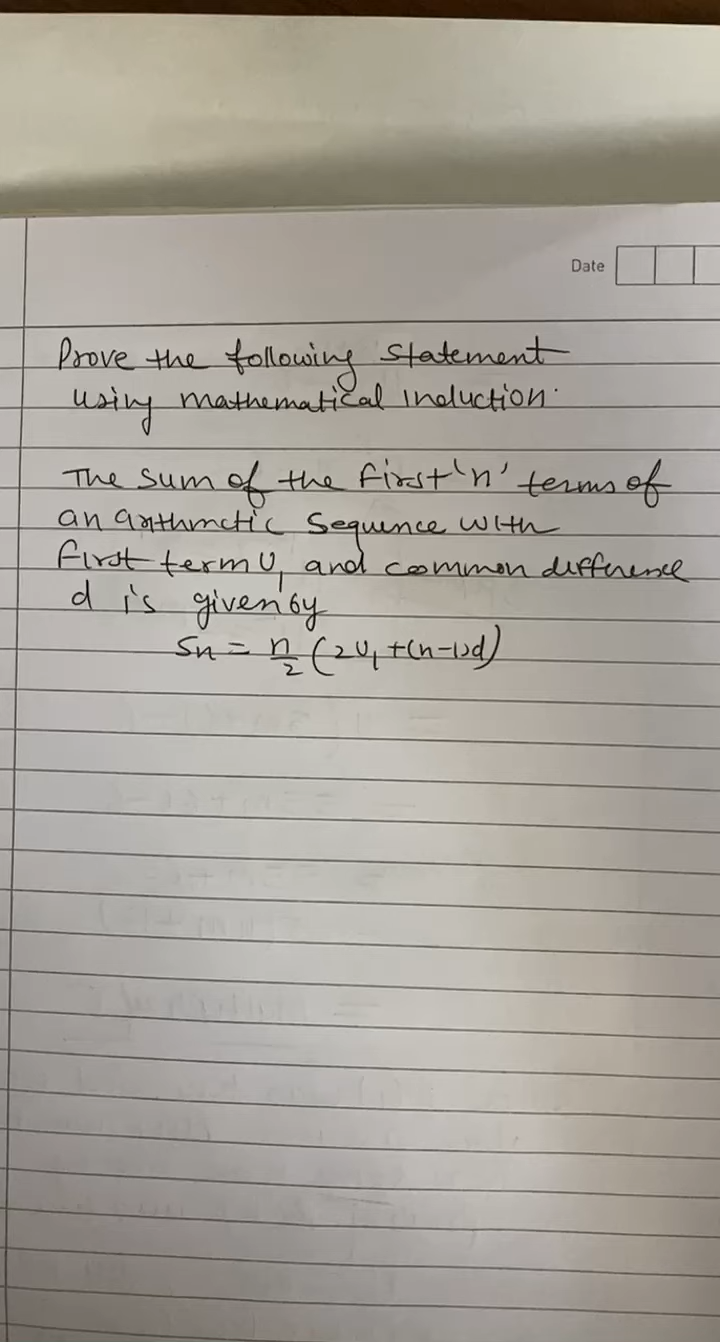 Date
Prove the following statement
using mathematical induction.
The sum of the first 'n' terms of
an arithmetic sequence with
first term U₁ and common difference
d is given by
Sn = n/2 (2U₁ + (n-1)d)